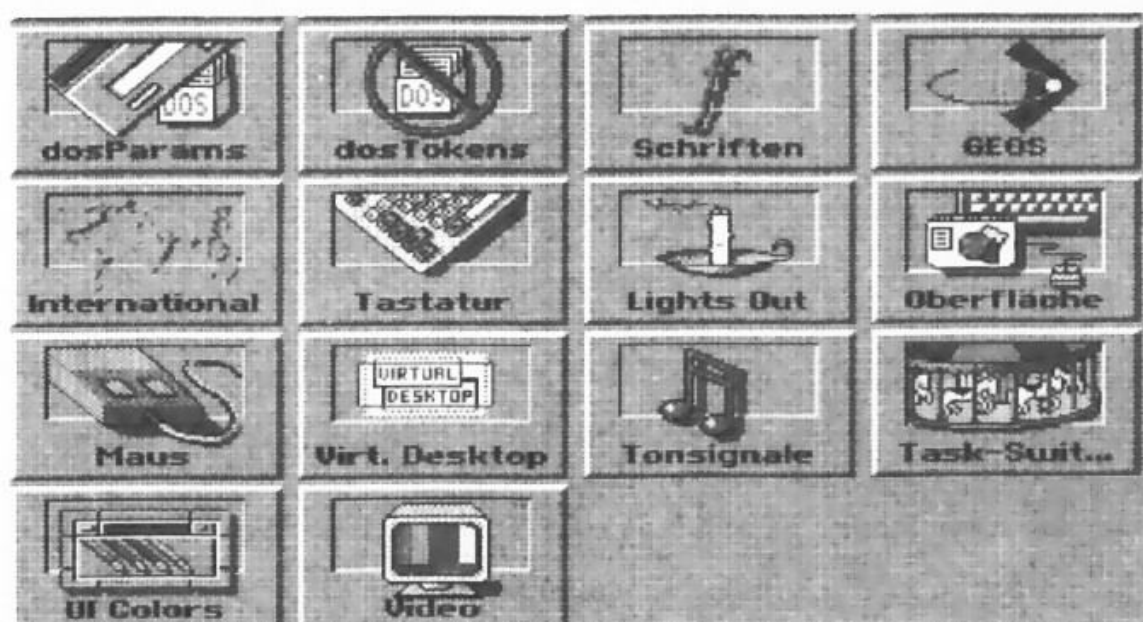 DOS
dosParams
DOS
dosTokens
Schriften
GEOS
International
Tastatur
Lights Out
Oberfläche
Maus
VIRTUAL
DESKTOP
Virt. Desktop
Tonsignale
Task-Swit...
UI Colors
Video